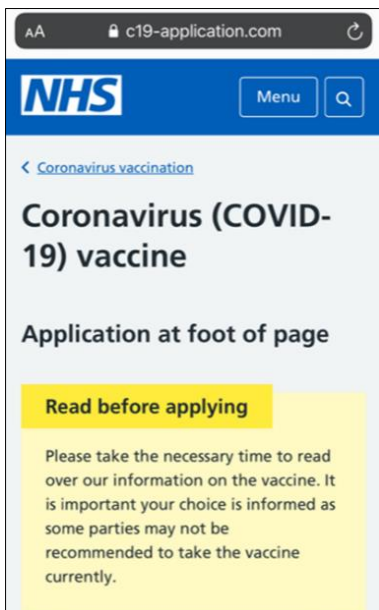 AA c19-application.com
NHS Menu
Coronavirus vaccination
Coronavirus (COVID-
19) vaccine
Application at foot of page
Read before applying
Please take the necessary time to read
over our information on the vaccine. It
is important your choice is informed as
some parties may not be
recommended to take the vaccine
currently.